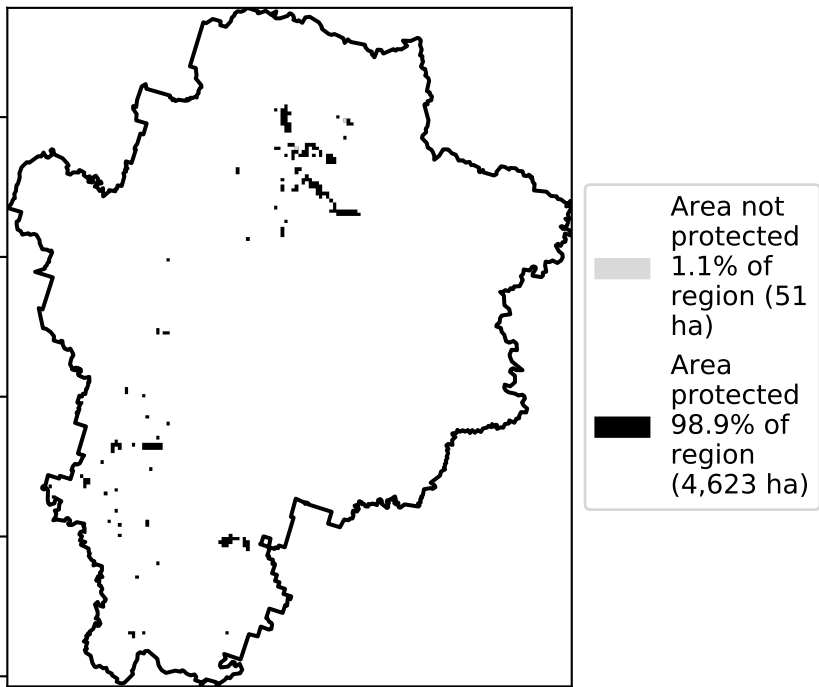 Area not
protected
1.1% of
region (51
ha)
Area
protected
98.9% of
region
(4,623 ha)